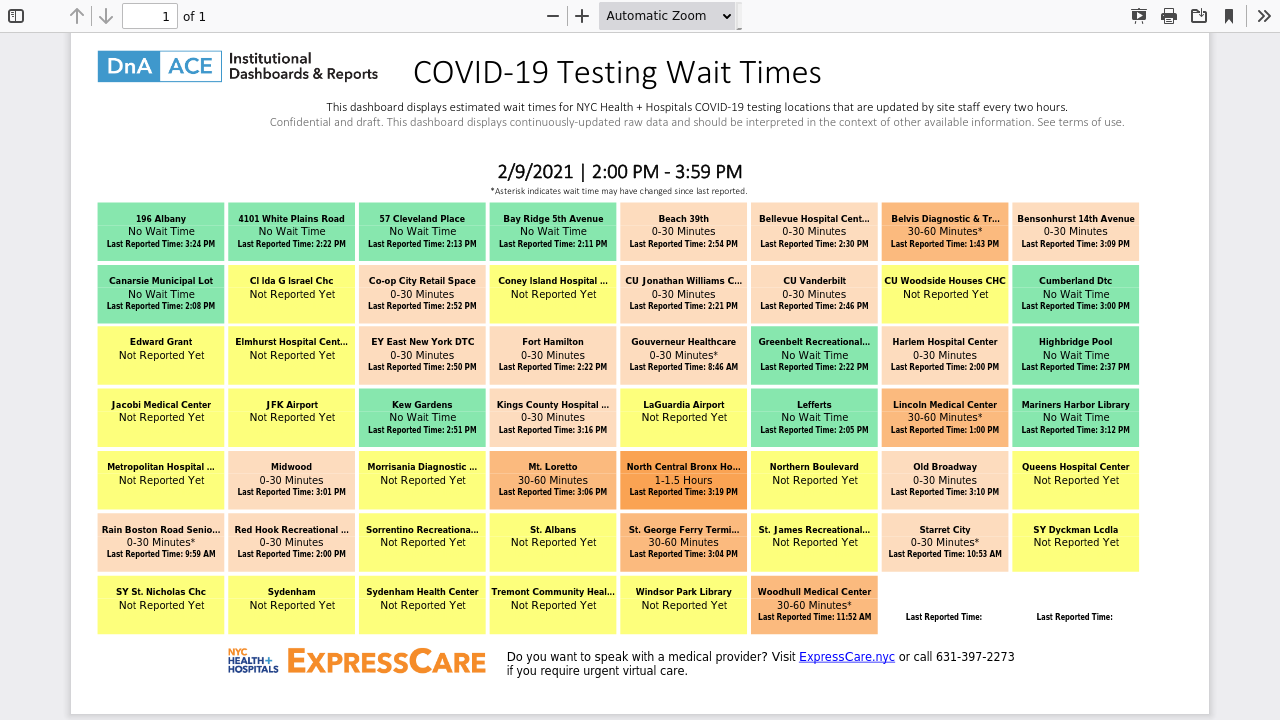 1 of 1
Automatic Zoom
DnA ACE Institutional
Dashboards & Reports
COVID-19 Testing Wait Times
This dashboard displays estimated wait times for NYC Health + Hospitals COVID-19 testing locations that are updated by site staff every two hours.
Confidential and draft. This dashboard displays continuously-updated raw data and should be interpreted in the context of other available information. See terms of use.
2/9/2021 | 2:00 PM - 3:59 PM
*Asterisk indicates wait time may have changed since last reported.
196 Albany
No Wait Time
Last Reported Time: 3:24 PM
4101 White Plains Road
No Wait Time
Last Reported Time: 2:22 PM
57 Cleveland Place
No Wait Time
Last Reported Time: 2:13 PM
Bay Ridge 5th Avenue
No Wait Time
Last Reported Time: 2:11 PM
Beach 39th
0-30 Minutes
Last Reported Time: 2:54 PM
Bellevue Hospital Cent...
0-30 Minutes
Last Reported Time: 2:30 PM
Belvis Diagnostic & Tr...
30-60 Minutes*
Last Reported Time: 1:43 PM
Bensonhurst 14th Avenue
0-30 Minutes
Last Reported Time: 3:09 PM
Canarsie Municipal Lot
No Wait Time
Last Reported Time: 2:08 PM
CI Ida G Israel Chc
Not Reported Yet
Co-op City Retail Space
0-30 Minutes
Last Reported Time: 2:52 PM
Coney Island Hospital ...
Not Reported Yet
CU Jonathan Williams C...
0-30 Minutes
Last Reported Time: 2:21 PM
CU Vanderbilt
0-30 Minutes
Last Reported Time: 2:46 PM
CU Woodside Houses CHC
Not Reported Yet
Cumberland Dtc
No Wait Time
Last Reported Time: 3:00 PM
Edward Grant
Not Reported Yet
Elmhurst Hospital Cent...
Not Reported Yet
EY East New York DTC
0-30 Minutes
Last Reported Time: 2:50 PM
Fort Hamilton
0-30 Minutes
Last Reported Time: 2:22 PM
Gouverneur Healthcare
0-30 Minutes*
Last Reported Time: 8:46 AM
Greenbelt Recreational...
No Wait Time
Last Reported Time: 2:22 PM
Harlem Hospital Center
0-30 Minutes
Last Reported Time: 2:00 PM
Highbridge Pool
No Wait Time
Last Reported Time: 2:37 PM
Jacobi Medical Center
Not Reported Yet
JFK Airport
Not Reported Yet
Kew Gardens
No Wait Time
Last Reported Time: 2:51 PM
Kings County Hospital ...
0-30 Minutes
Last Reported Time: 3:16 PM
LaGuardia Airport
Not Reported Yet
Lefferts
No Wait Time
Last Reported Time: 2:05 PM
Lincoln Medical Center
30-60 Minutes*
Last Reported Time: 1:00 PM
Mariners Harbor Library
No Wait Time
Last Reported Time: 3:12 PM
Metropolitan Hospital ...
Not Reported Yet
Midwood
0-30 Minutes
Last Reported Time: 3:01 PM
Morrisania Diagnostic ...
Not Reported Yet
Mt. Loretto
30-60 Minutes
Last Reported Time: 3:06 PM
North Central Bronx Ho...
1-1.5 Hours
Last Reported Time: 3:19 PM
Northern Boulevard
Not Reported Yet
Old Broadway
0-30 Minutes
Last Reported Time: 3:10 PM
Queens Hospital Center
Not Reported Yet
Rain Boston Road Senio...
0-30 Minutes*
Last Reported Time: 9:59 AM
Red Hook Recreational ...
0-30 Minutes
Last Reported Time: 2:00 PM
Sorrentino Recreationa...
Not Reported Yet
St. Albans
Not Reported Yet
St. George Ferry Termi...
30-60 Minutes
Last Reported Time: 3:04 PM
St. James Recreational...
Not Reported Yet
Starret City
0-30 Minutes*
Last Reported Time: 10:53 AM
SY Dyckman Lcdla
Not Reported Yet
SY St. Nicholas Chc
Not Reported Yet
Sydenham
Not Reported Yet
Sydenham Health Center
Not Reported Yet
Tremont Community Heal...
Not Reported Yet
Windsor Park Library
Not Reported Yet
Woodhull Medical Center
30-60 Minutes*
Last Reported Time: 11:52 AM
Last Reported Time:
Last Reported Time:
NYC
HEALTH+
HOSPITALS
EXPRESSCARE
Do you want to speak with a medical provider? Visit ExpressCare.nyc or call 631-397-2273
if you require urgent virtual care.